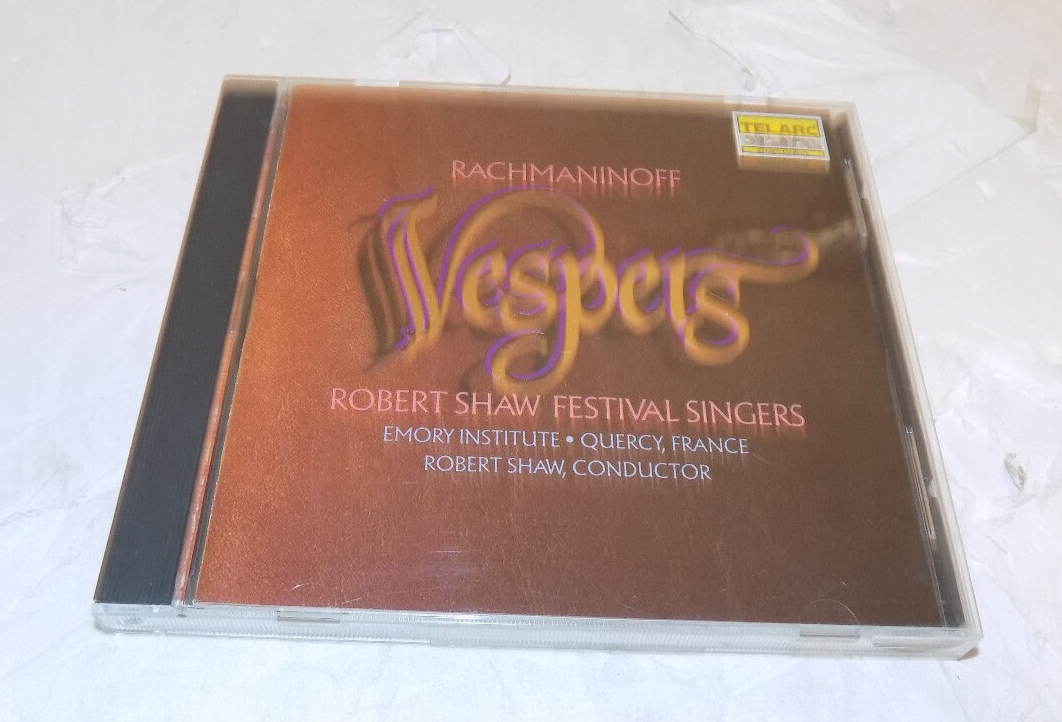 TELARC
RACHMANINOFF
Vespers
ROBERT SHAW FESTIVAL SINGERS
EMORY INSTITUTE • QUERCY, FRANCE
ROBERT SHAW, CONDUCTOR